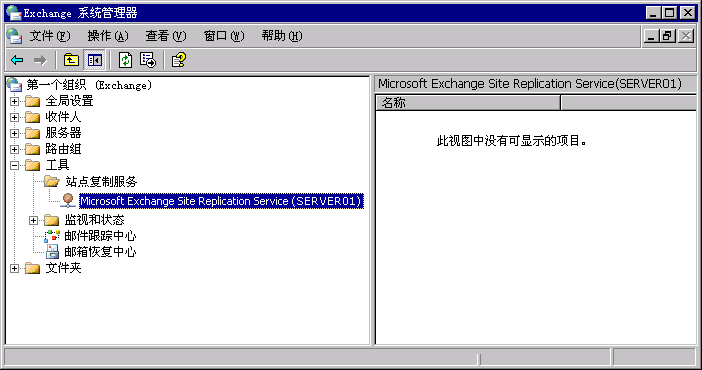 Exchange 系统管理器
文件(F) 操作(A) 查看(V) 窗口(W) 帮助(H)
第一个组织 (Exchange)
全局设置
收件人
服务器
路由组
工具
站点复制服务
Microsoft Exchange Site Replication Service (SERVER01)
监视和状态
邮件跟踪中心
邮箱恢复中心
文件夹
Microsoft Exchange Site Replication Service(SERVER01)
名称
此视图中没有可显示的项目。